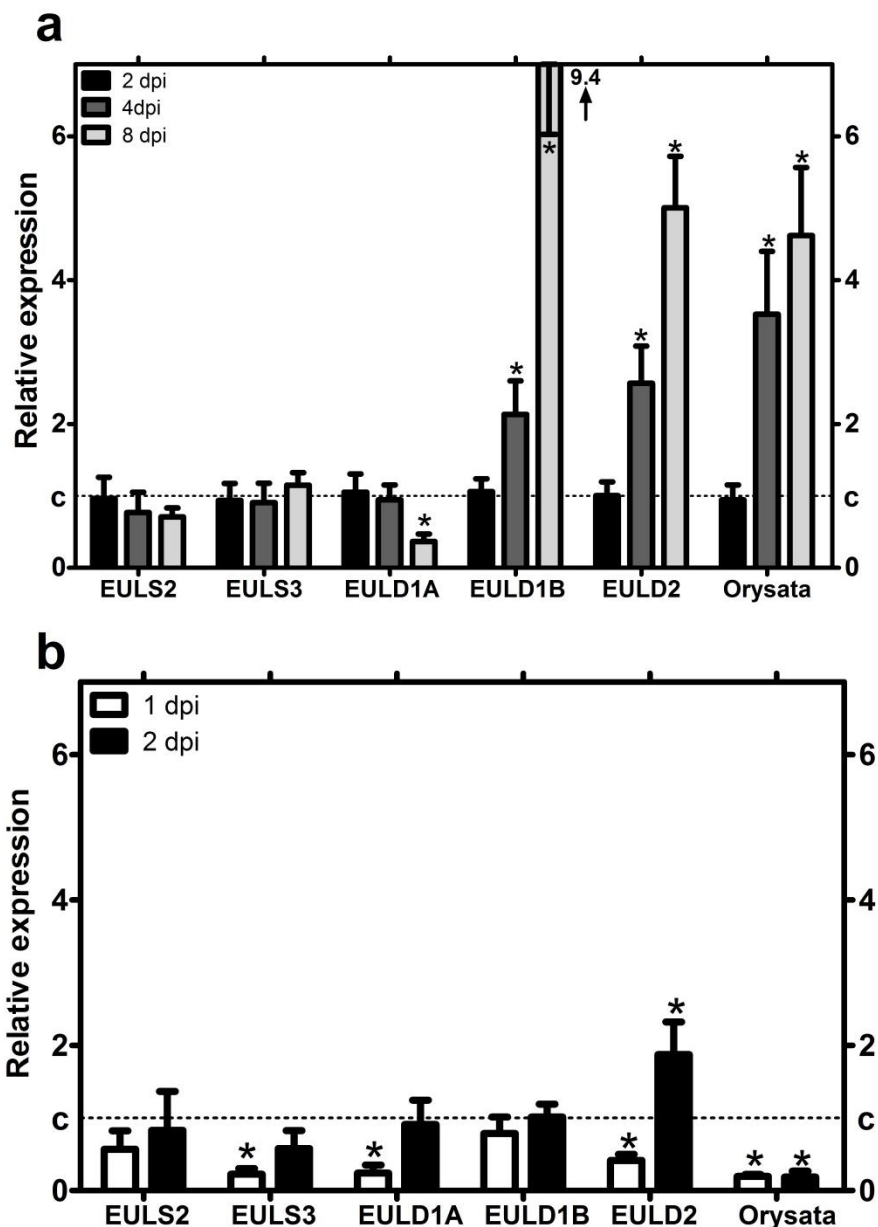 a
2 dpi
4dpi
8 dpi
9.4
Relative expression
6
4
2
c
0
6
4
2
c
0
* * * * * * *
EULS2 EULS3 EULD1A EULD1B EULD2 Orysata
b
1 dpi
2 dpi
Relative expression
6
4
2
c
0
6
4
2
c
0
* * * * * *
EULS2 EULS3 EULD1A EULD1B EULD2 Orysata